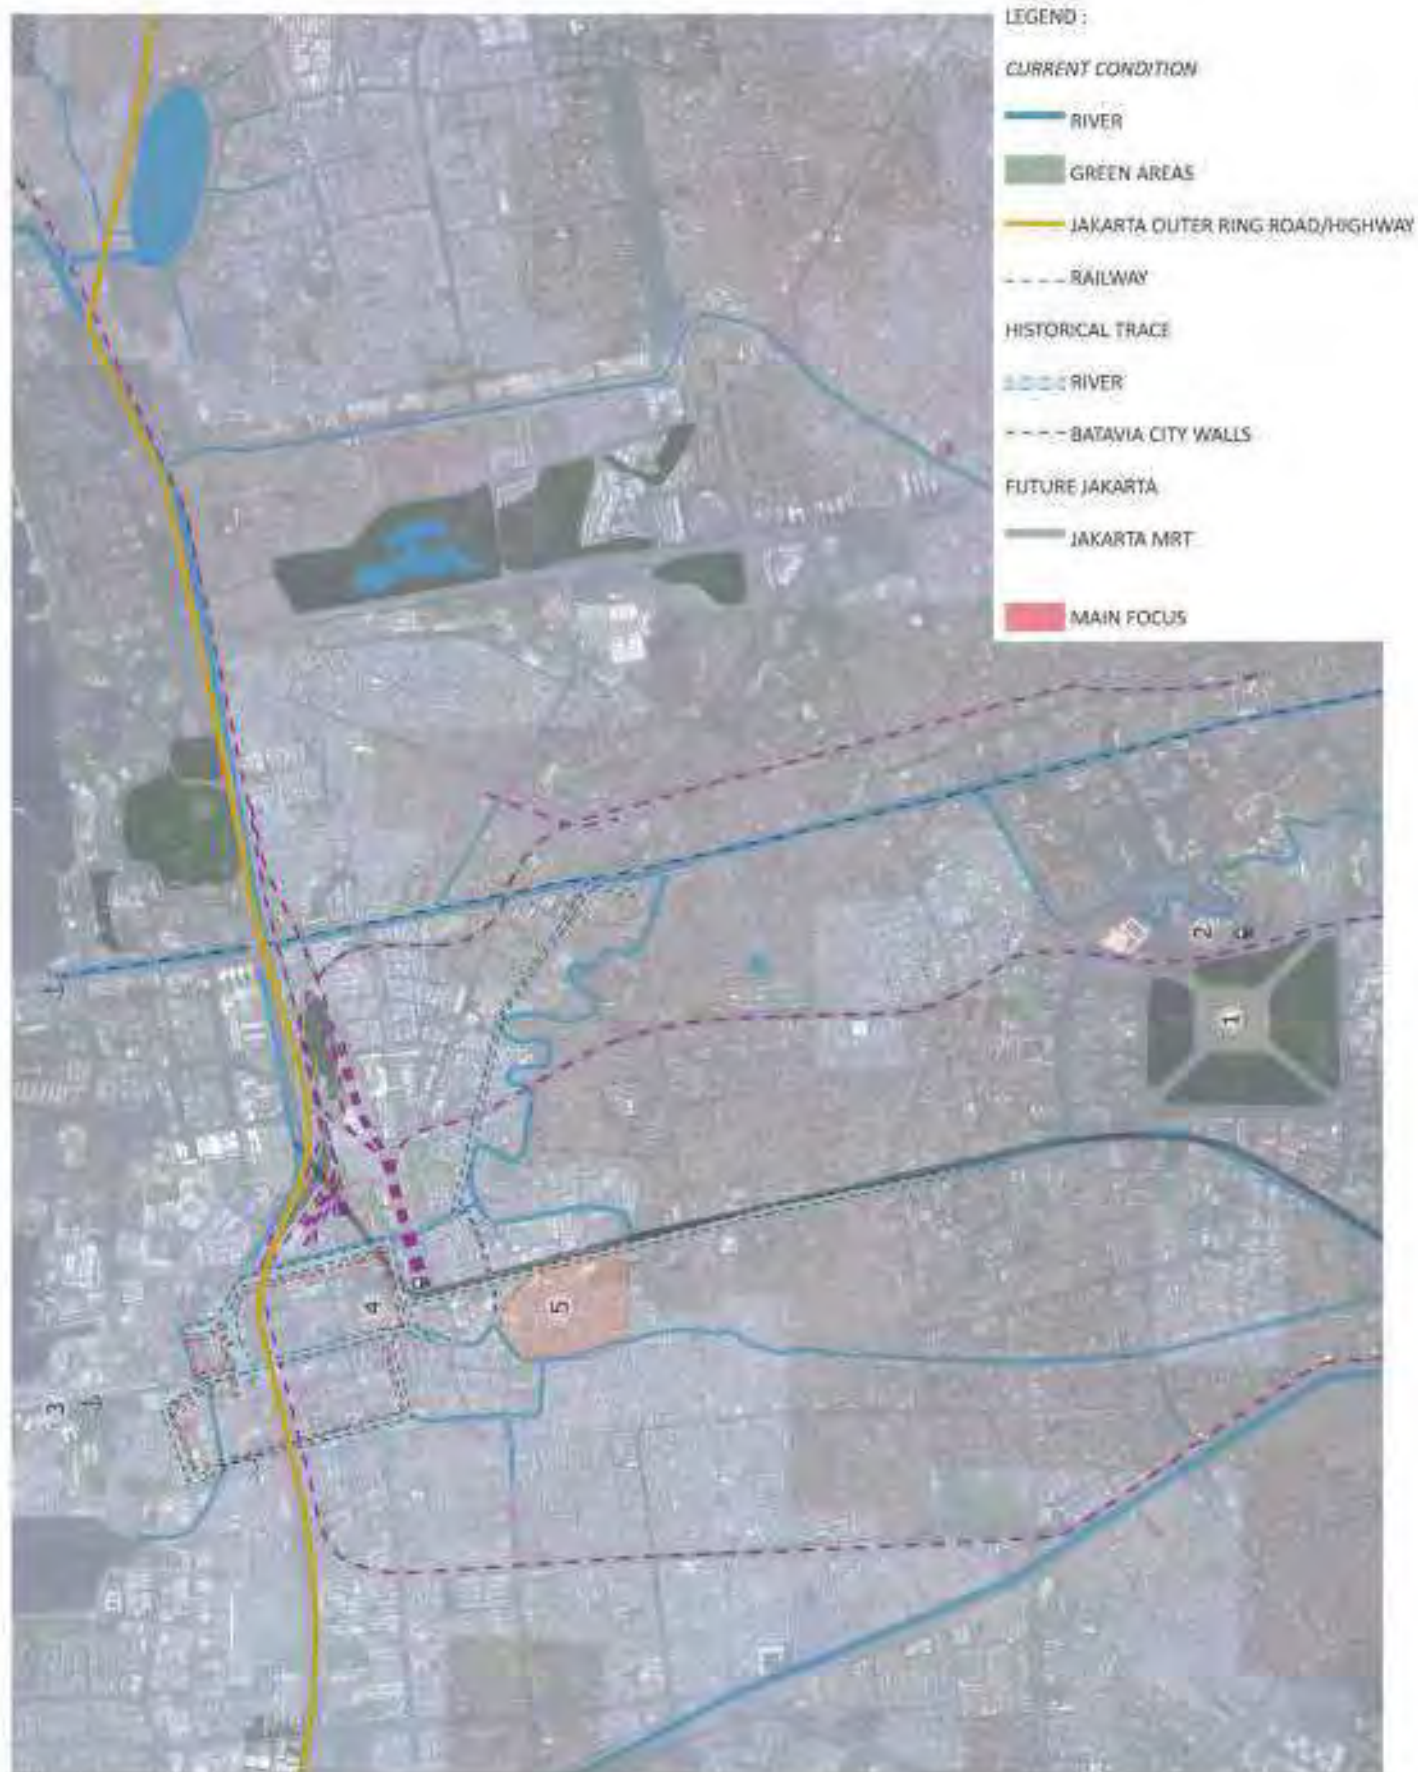 LEGEND :
CURRENT CONDITION
RIVER
GREEN AREAS
JAKARTA OUTER RING ROAD/HIGHWAY
RAILWAY
HISTORICAL TRACE
RIVER
BATAVIA CITY WALLS
FUTURE JAKARTA
JAKARTA MRT
MAIN FOCUS
3
4
5
2
1